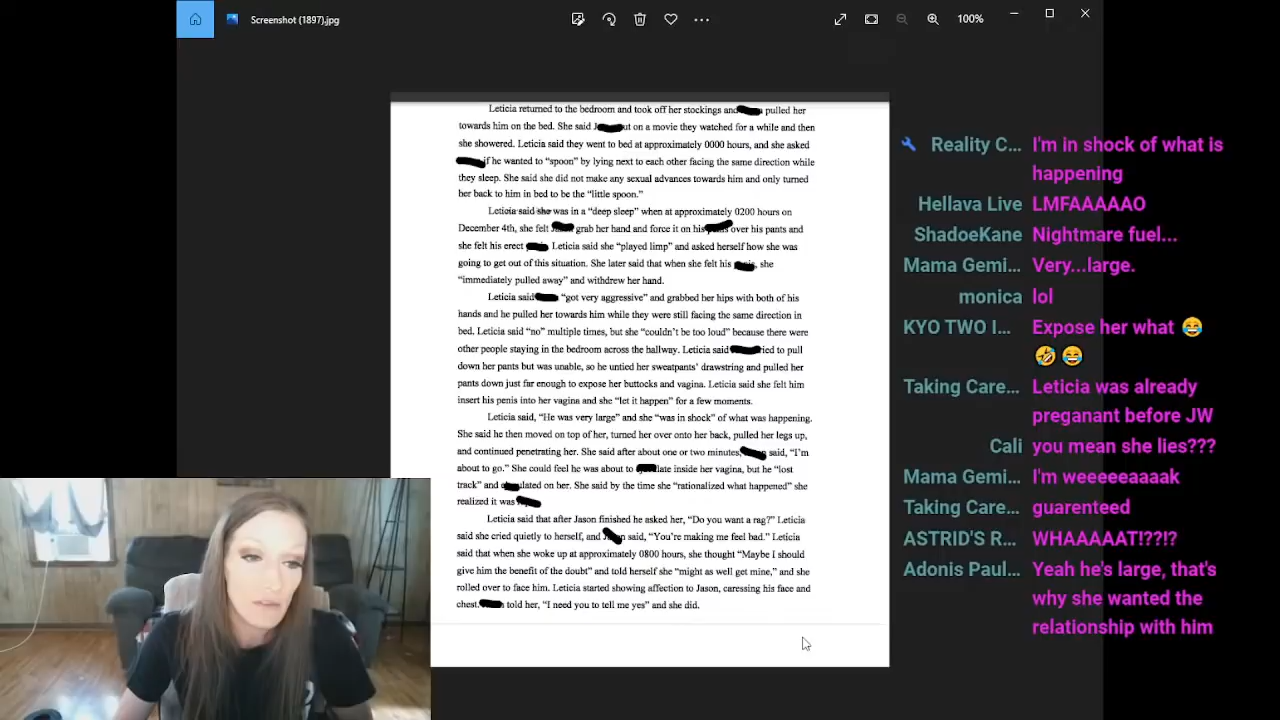 Screenshot (1897).jpg
100%
Leticia returned to the bedroom and took off her stockings and pulled her
towards him on the bed. She said J ut on a movie they watched for a while and then
she showered. Leticia said they went to bed at approximately 0000 hours, and she asked
if he wanted to “spoon” by lying next to each other facing the same direction while
they sleep. She said she did not make any sexual advances towards him and only turned
her back to him in bed to be the “little spoon.”
Leticia said she was in a “deep sleep” when at approximately 0200 hours on
December 4th, she felt grab her hand and force it on his over his pants and
she felt his erect Leticia said she “played limp” and asked herself how she was
going to get out of this situation. She later said that when she felt his , she
“immediately pulled away” and withdrew her hand.
Leticia said “got very aggressive” and grabbed her hips with both of his
hands and he pulled her towards him while they were still facing the same direction in
bed. Leticia said “no” multiple times, but she “couldn’t be too loud” because there were
other people staying in the bedroom across the hallway. Leticia said ried to pull
down her pants but was unable, so he untied her sweatpants’ drawstring and pulled her
pants down just far enough to expose her buttocks and vagina. Leticia said she felt him
insert his penis into her vagina and she “let it happen” for a few moments.
Leticia said, “He was very large” and she “was in shock” of what was happening.
She said he then moved on top of her, turned her over onto her back, pulled her legs up,
and continued penetrating her. She said after about one or two minutes, said, “I’m
about to go.” She could feel he was about to late inside her vagina, but he “lost
track” and e ulated on her. She said by the time she “rationalized what happened” she
realized it was
Leticia said that after Jason finished he asked her, “Do you want a rag?” Leticia
said she cried quietly to herself, and J n said, “You’re making me feel bad.” Leticia
said that when she woke up at approximately 0800 hours, she thought “Maybe I should
give him the benefit of the doubt” and told herself she “might as well get mine,” and she
rolled over to face him. Leticia started showing affection to Jason, caressing his face and
chest. told her, “I need you to tell me yes” and she did.
Reality C... I'm in shock of what is
happening
Hellava Live LMFAAAAAO
ShadoeKane Nightmare fuel...
Mama Gemi... Very...large.
monica lol
KYO TWO I... Expose her what 😂
🤣 😂
Taking Care... Leticia was already
preganant before JW
Cali you mean she lies???
Mama Gemi... I'm weeeeeaaaak
Taking Care... guarenteed
ASTRID'S R... WHAAAAAT!??!?
Adonis Paul... Yeah he's large, that's
why she wanted the
relationship with him